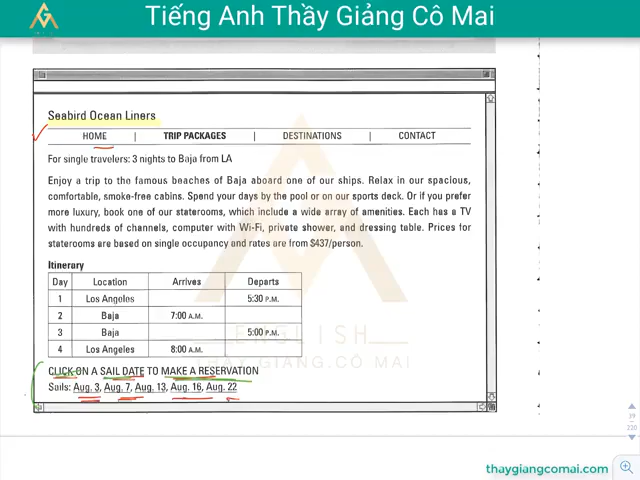 Tiếng Anh Thầy Giảng Cô Mai
Seabird Ocean Liners
HOME | TRIP PACKAGES | DESTINATIONS | CONTACT
For single travelers: 3 nights to Baja from LA
Enjoy a trip to the famous beaches of Baja aboard one of our ships. Relax in our spacious,
comfortable, smoke-free cabins. Spend your days by the pool or on our sports deck. Or if you prefer
more luxury, book one of our staterooms, which include a wide array of amenities. Each has a TV
with hundreds of channels, computer with Wi-Fi, private shower, and dressing table. Prices for
staterooms are based on single occupancy and rates are from $437/person.
Itinerary
Day Location Arrives Departs
1 Los Angeles 5:30 P.M.
2 Baja 7:00 A.M.
3 Baja 5:00 P.M.
4 Los Angeles 8:00 A.M.
ENGLISH
THAY GIANG.CO MAI
CLICK ON A SAIL DATE TO MAKE A RESERVATION
Sails: Aug. 3, Aug. 7, Aug. 13, Aug. 16, Aug. 22
39
220
thaygiangcomai.com